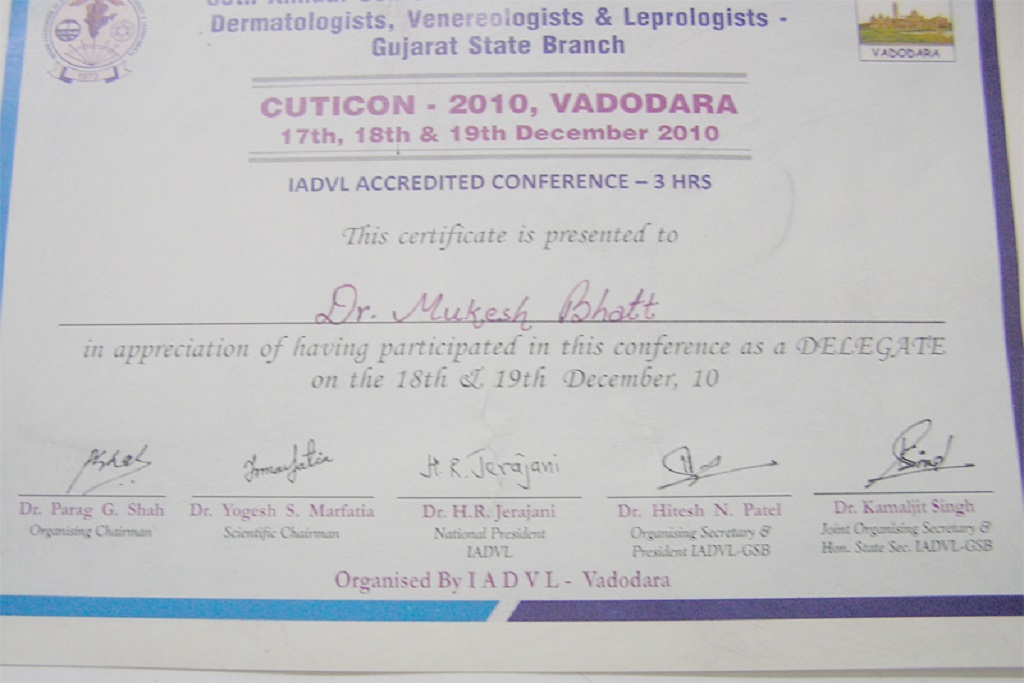 Dermatologists, Venereologists & Leprologists -
Gujarat State Branch
VADODARA
1973
CUTICON - 2010, VADODARA
17th, 18th & 19th December 2010
IADVL ACCREDITED CONFERENCE – 3 HRS
This certificate is presented to
Dr. Mukesh Bhatt
in appreciation of having participated in this conference as a DELEGATE
on the 18th & 19th December, 10
H. R. Jerajani
Dr. Parag G. Shah
Organising Chairman
Dr. Yogesh S. Marfatia
Scientific Chairman
Dr. H.R. Jerajani
National President
IADVL
Dr. Hitesh N. Patel
Organising Secretary &
President IADVL-GSB
Dr. Kamaljit Singh
Joint Organising Secretary &
Hon. State Sec. IADVL-GSB
Organised By I A D V L - Vadodara